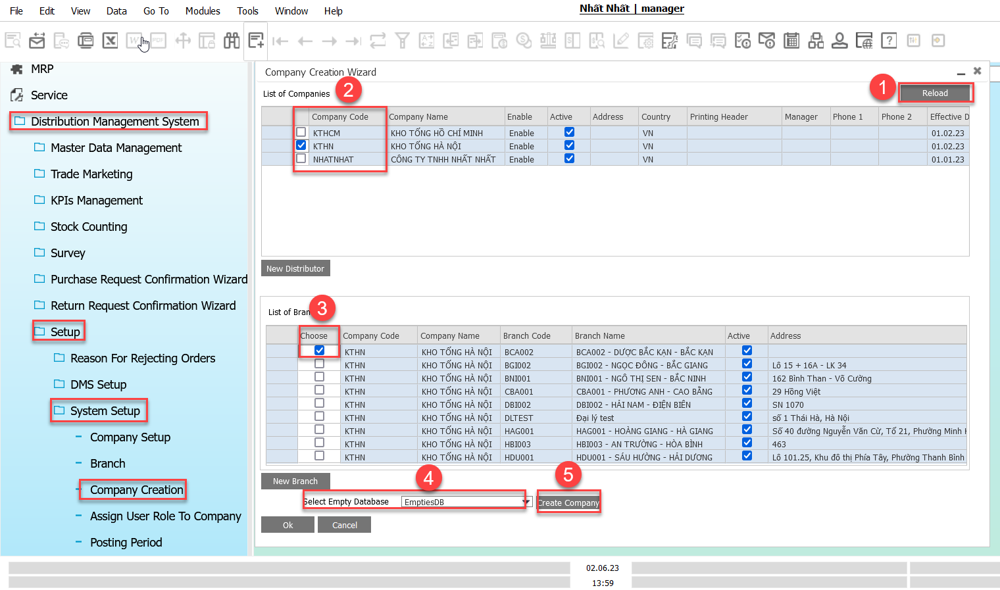 File Edit View Data Go To Modules Tools Window Help
Nhất Nhất | manager
MRP
Service
Distribution Management System
Master Data Management
Trade Marketing
KPIs Management
Stock Counting
Survey
Purchase Request Confirmation Wizard
Return Request Confirmation Wizard
Setup
Reason For Rejecting Orders
DMS Setup
System Setup
Company Setup
Branch
Company Creation
Assign User Role To Company
Posting Period
Company Creation Wizard
List of Companies
2
1
Reload
Company Code Company Name Enable Active Address Country Printing Header Manager Phone 1 Phone 2 Effective D
KTHCM KHO TỔNG HỒ CHÍ MINH Enable VN 01.02.23
KTHN KHO TỔNG HÀ NỘI Enable VN 01.02.23
NHATNHAT CÔNG TY TNHH NHẤT NHẤT Enable VN 01.01.23
New Distributor
List of Bran
3
Choose Company Code Company Name Branch Code Branch Name Active Address
KTHN KHO TỔNG HÀ NỘI BCA002 BCA002 - DƯỢC BẮC KẠN - BẮC KẠN
KTHN KHO TỔNG HÀ NỘI BGI002 BGI002 - NGỌC ĐÔNG - BẮC GIANG Lô 15 + 16A - LK 34
KTHN KHO TỔNG HÀ NỘI BNI001 BNI001 - NGÔ THỊ SEN - BẮC NINH 162 Bình Than - Võ Cường
KTHN KHO TỔNG HÀ NỘI CBA001 CBA001 - PHƯƠNG ANH - CAO BẰNG 29 Hồng Việt
KTHN KHO TỔNG HÀ NỘI DBI002 DBI002 - HẢI NAM - ĐIỆN BIÊN SN 1070
KTHN KHO TỔNG HÀ NỘI DLTEST Đại lý test số 1 Thái Hà, Hà Nội
KTHN KHO TỔNG HÀ NỘI HAG001 HAG001 - HOÀNG GIANG - HÀ GIANG Số 40 đường Nguyễn Văn Cừ, Tổ 21, Phường Minh
KTHN KHO TỔNG HÀ NỘI HBI003 HBI003 - AN TRƯỜNG - HÒA BÌNH 463
KTHN KHO TỔNG HÀ NỘI HDU001 HDU001 - SÁU HƯỜNG - HẢI DƯƠNG Lô 101.25, Khu đô thị Phía Tây, Phường Thanh Bình
New Branch
4
5
Select Empty Database EmptiesDB Create Company
Ok Cancel
02.06.23
13:59